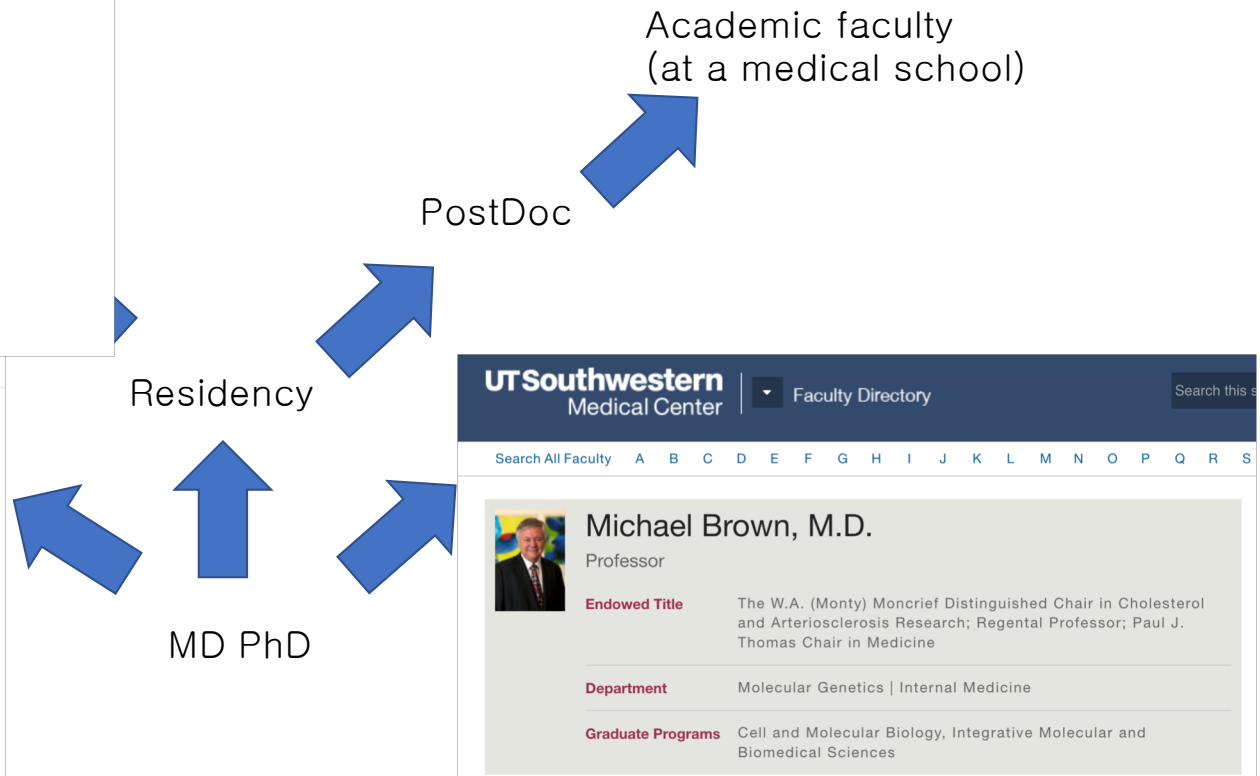 Academic faculty
(at a medical school)
PostDoc
Residency
MD PhD
UT Southwestern
Medical Center
Faculty Directory
Search this s
Search All Faculty A B C D E F G H I J K L M N O P Q R S
Michael Brown, M.D.
Professor
Endowed Title The W.A. (Monty) Moncrief Distinguished Chair in Cholesterol
and Arteriosclerosis Research; Regental Professor; Paul J.
Thomas Chair in Medicine
Department Molecular Genetics | Internal Medicine
Graduate Programs Cell and Molecular Biology, Integrative Molecular and
Biomedical Sciences